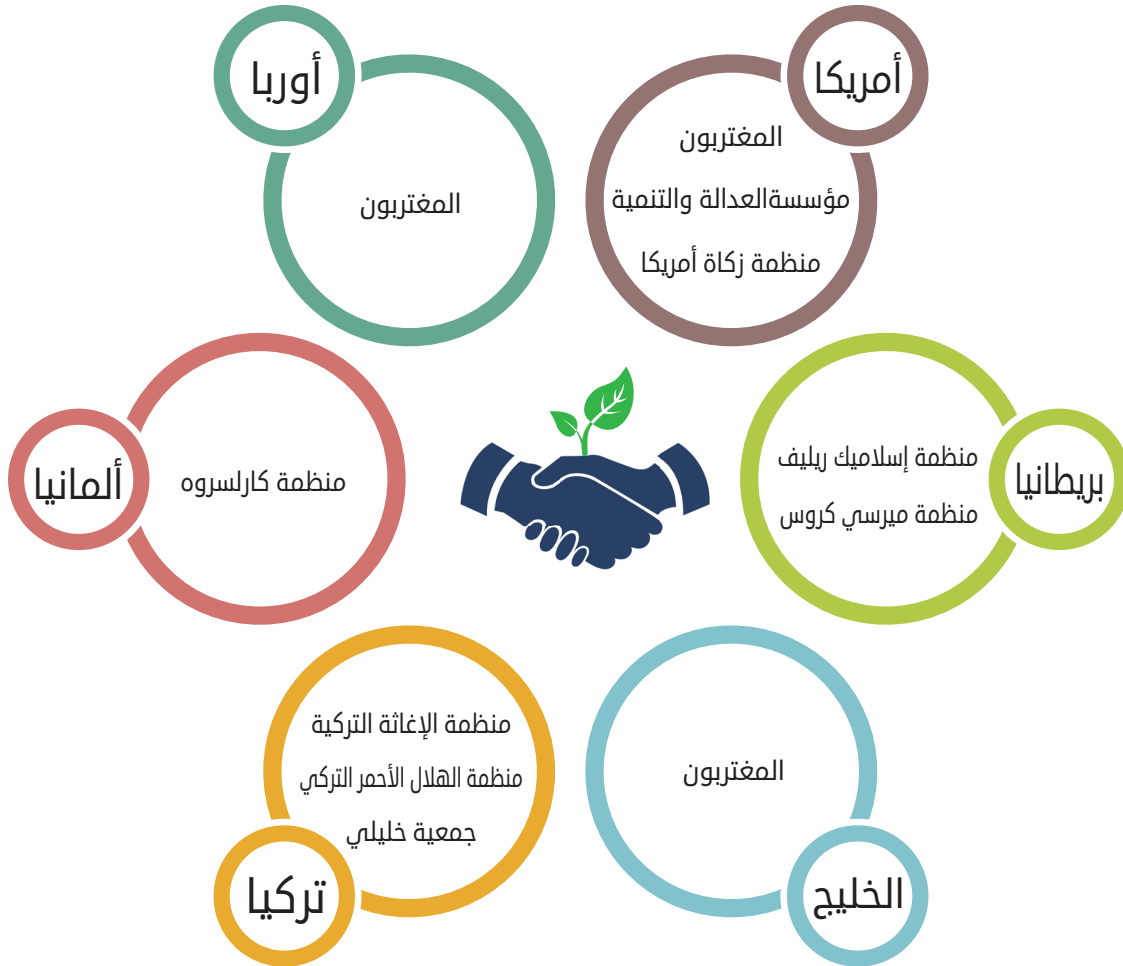 أمريكا
المغتربون
مؤسسةالعدالة والتنمية
منظمة زكاة أمريكا
أوربا
المغتربون
بريطانيا
منظمة إسلاميك ريليف
منظمة ميرسي كروس
ألمانيا
منظمة كارلسروه
الخليج
المغتربون
تركيا
منظمة الإغاثة التركية
منظمة الهلال الأحمر التركي
جمعية خليلي